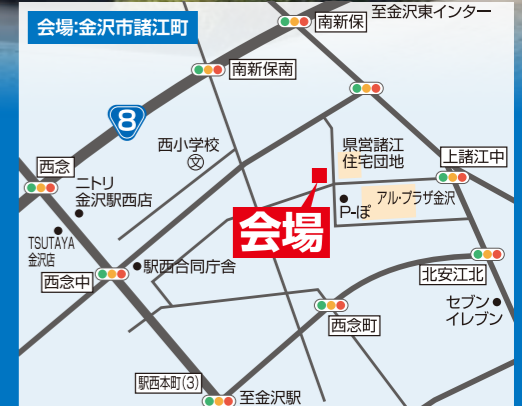 会場:金沢市諸江町
至金沢東インター
南新保
南新保南
8
西小学校
文
県営諸江
住宅団地
上諸江中
西念
ニトリ
金沢駅西店
アル・プラザ金沢
P-ぽ
会場
TSUTAYA
金沢店
西念中
駅西合同庁舎
北安江北
セブン
イレブン
西念町
駅西本町(3)
至金沢駅